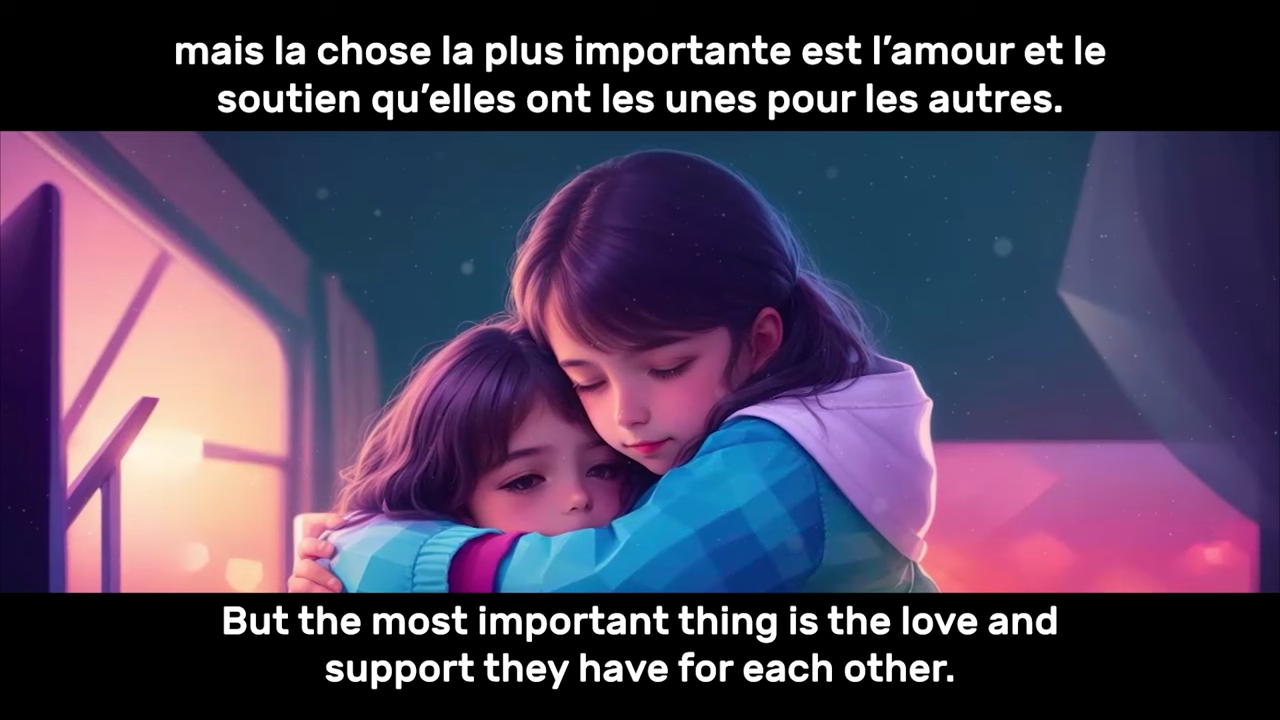 mais la chose la plus importante est l’amour et le
soutien qu’elles ont les unes pour les autres.
But the most important thing is the love and
support they have for each other.